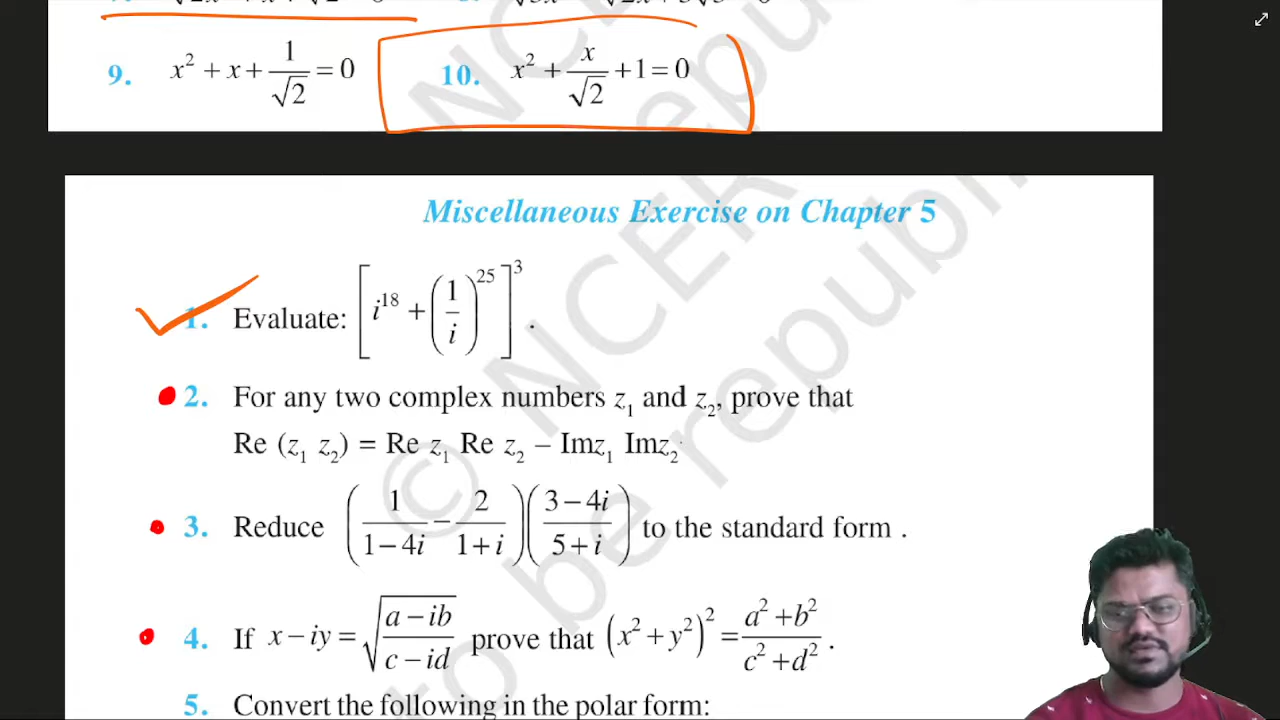 9. x² + x + 1/√2 = 0 10. x² + x/√2 + 1 = 0
Miscellaneous Exercise on Chapter 5
1. Evaluate: [i¹⁸ + (1/i)²⁵]³ .
2. For any two complex numbers z₁ and z₂, prove that
Re (z₁ z₂) = Re z₁ Re z₂ – Imz₁ Imz₂
3. Reduce (1/(1–4i) – 2/(1+i)) ((3–4i)/(5+i)) to the standard form .
4. If x – iy = √((a – ib)/(c – id)) prove that (x² + y²)² = (a² + b²)/(c² + d²) .
5. Convert the following in the polar form:
© NCER
to be republi